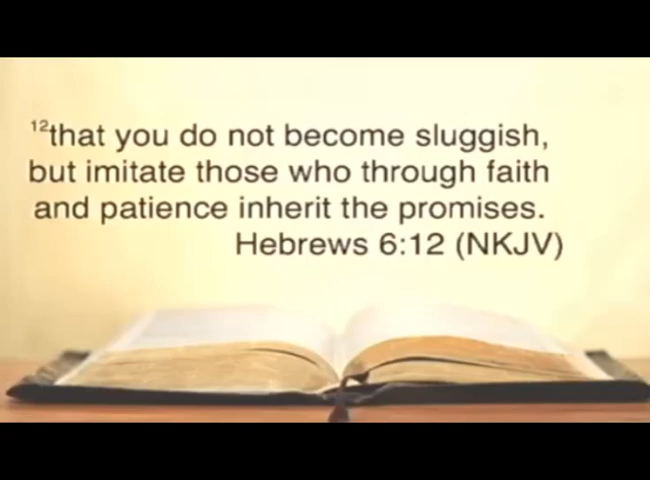 12that you do not become sluggish,
but imitate those who through faith
and patience inherit the promises.
Hebrews 6:12 (NKJV)